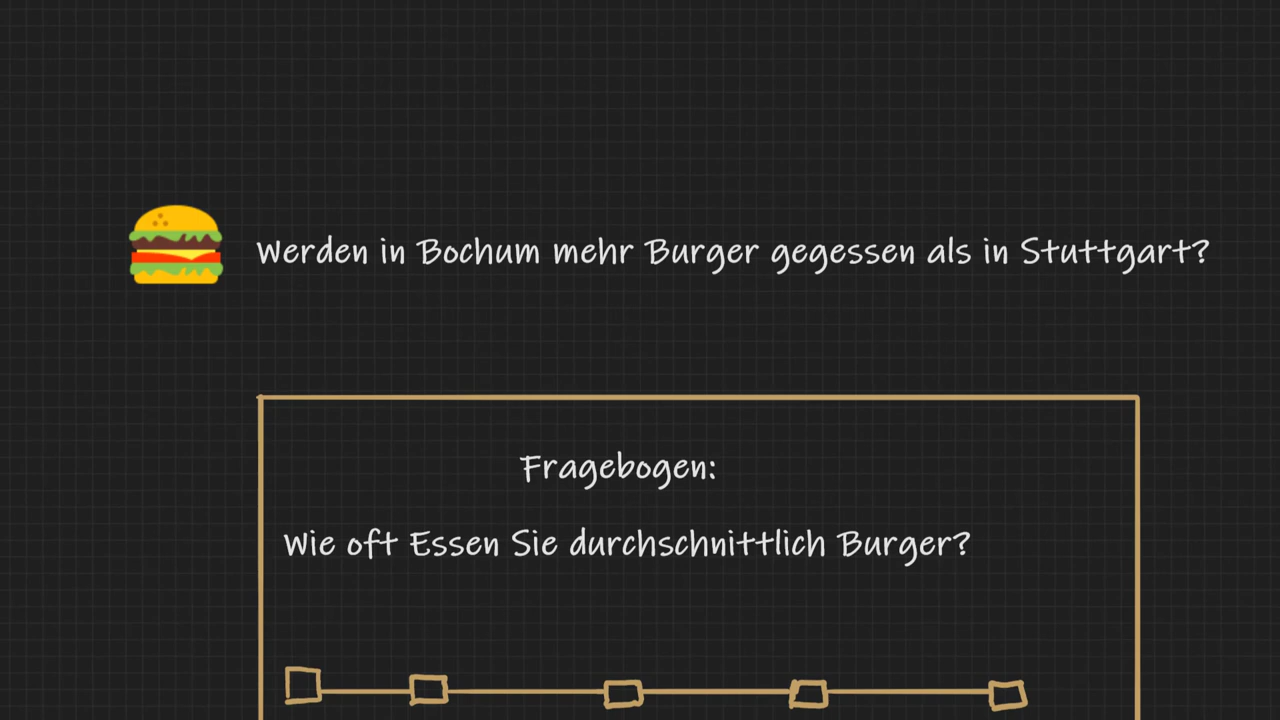 Werden in Bochum mehr Burger gegessen als in Stuttgart?
Fragebogen:
Wie oft Essen Sie durchschnittlich Burger?